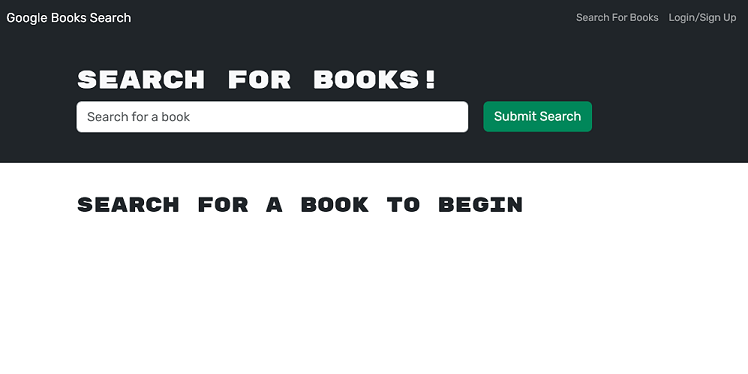 Google Books Search
Search For Books Login/Sign Up
SEARCH FOR BOOKS!
Search for a book
Submit Search
SEARCH FOR A BOOK TO BEGIN